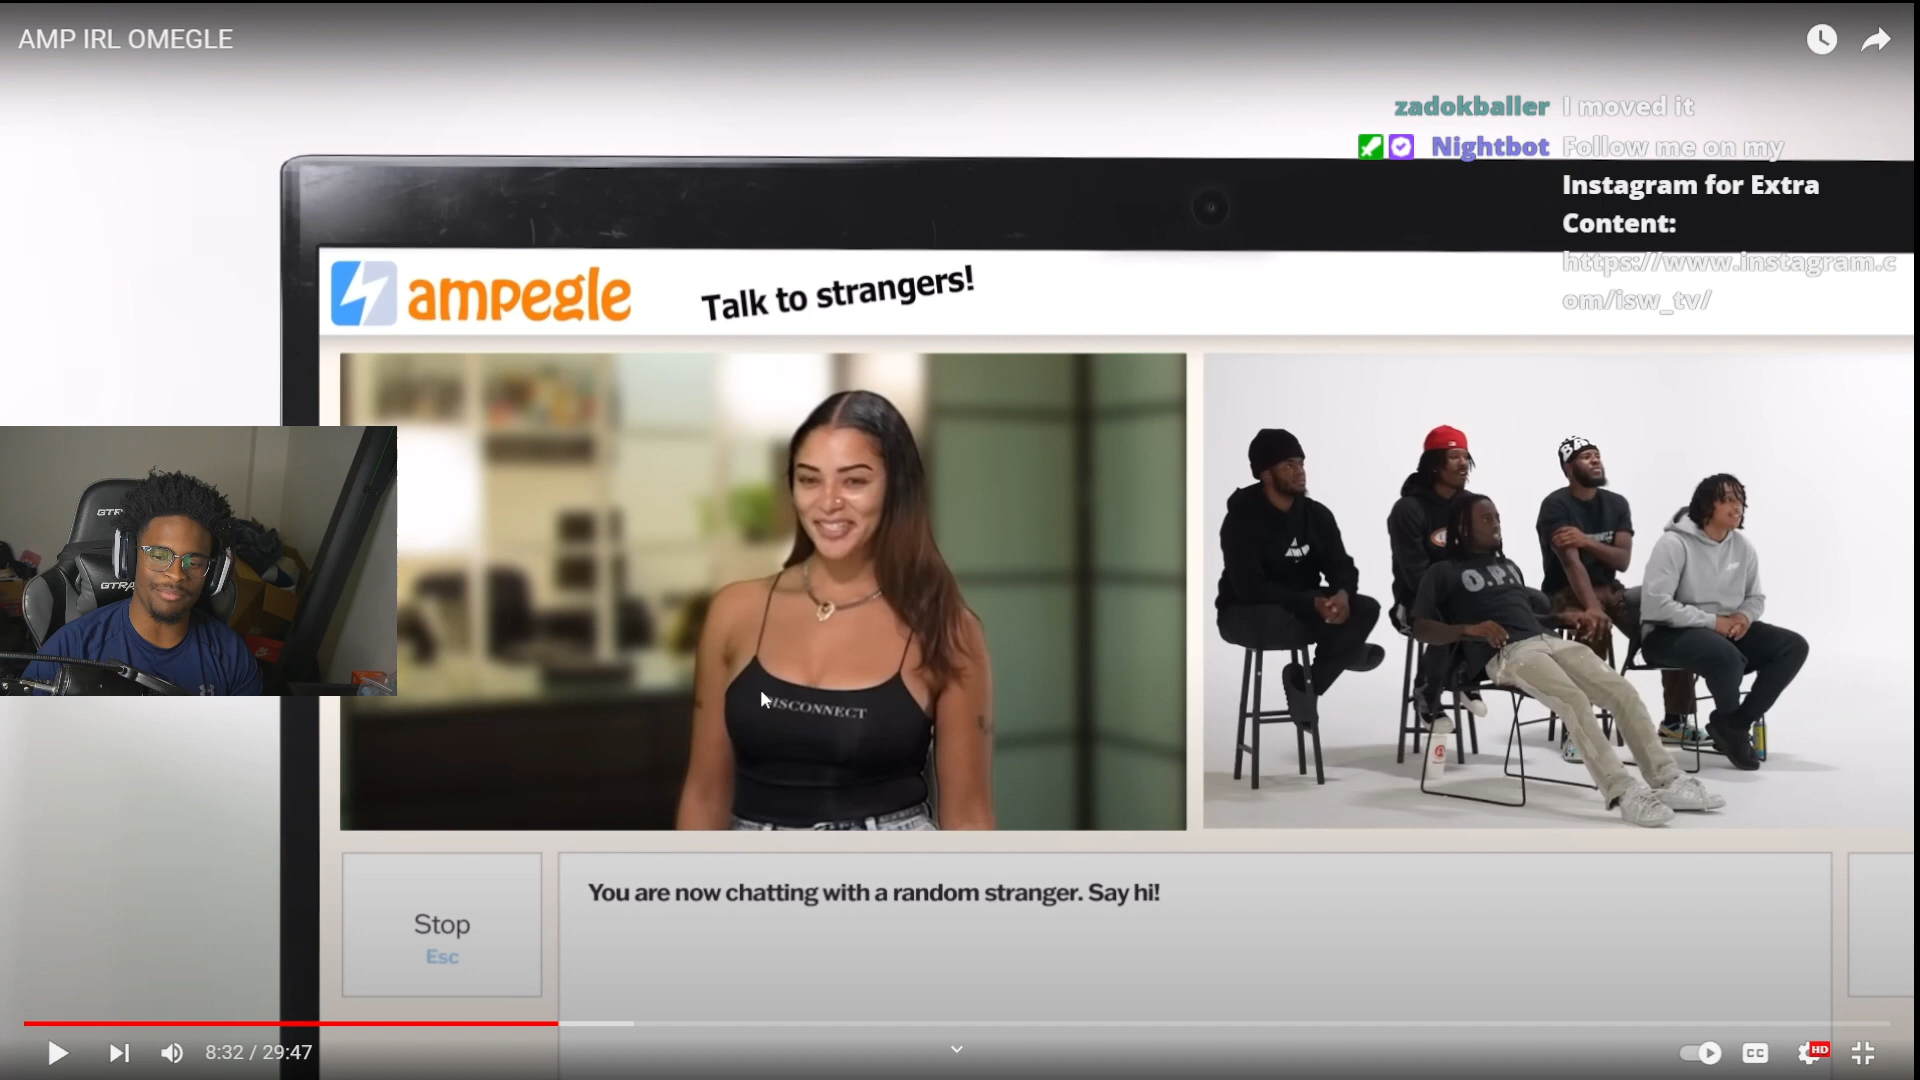 AMP IRL OMEGLE
zadokballer I moved it
Nightbot Follow me on my
Instagram for Extra
Content:
https://www.instagram.c
om/isw_tv/
ampegle
Talk to strangers!
GTRA
O.P.
DISCONNECT
You are now chatting with a random stranger. Say hi!
Stop
Esc
8:32 / 29:47
CC
HD